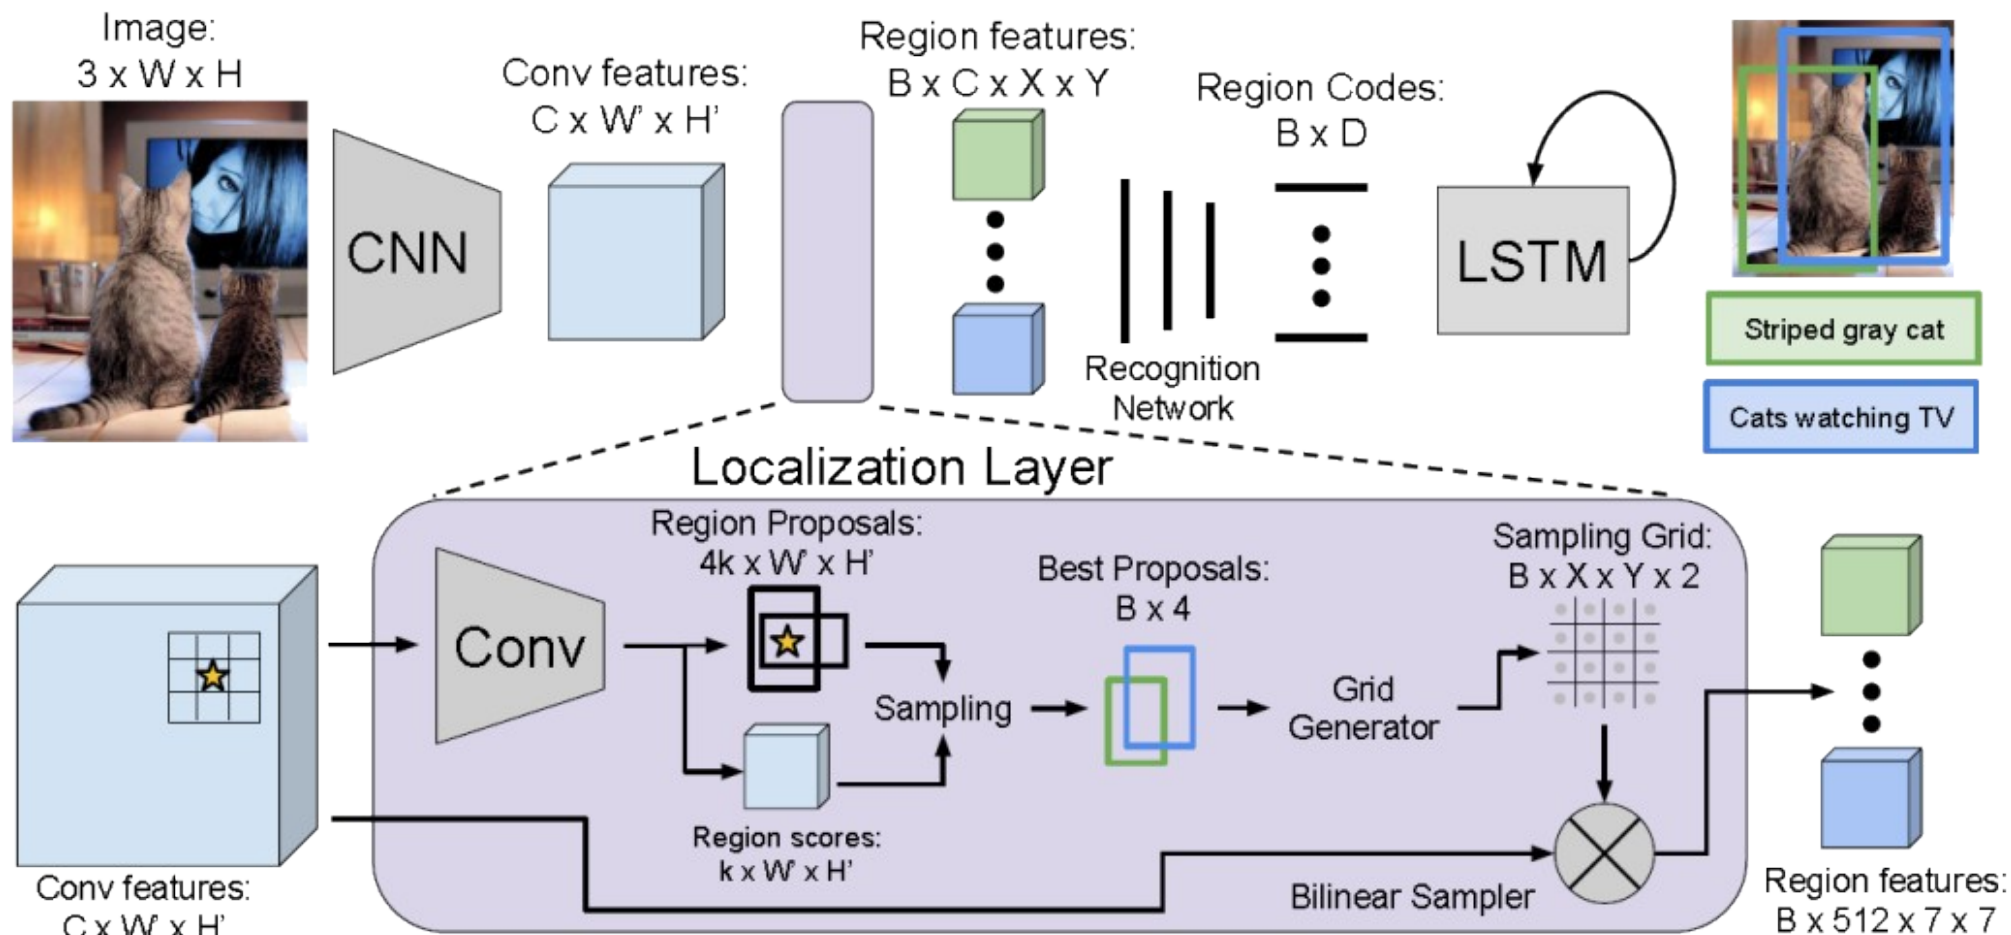 Image:
3 x W x H
Conv features:
C x W' x H'
Region features:
B x C x X x Y
Region Codes:
B x D
CNN
LSTM
Recognition
Network
Striped gray cat
Cats watching TV
Localization Layer
Region Proposals:
4k x W' x H'
Best Proposals:
B x 4
Sampling Grid:
B x X x Y x 2
Conv
Sampling
Grid
Generator
Region scores:
k x W' x H'
Bilinear Sampler
Conv features:
C x W' x H'
Region features:
B x 512 x 7 x 7